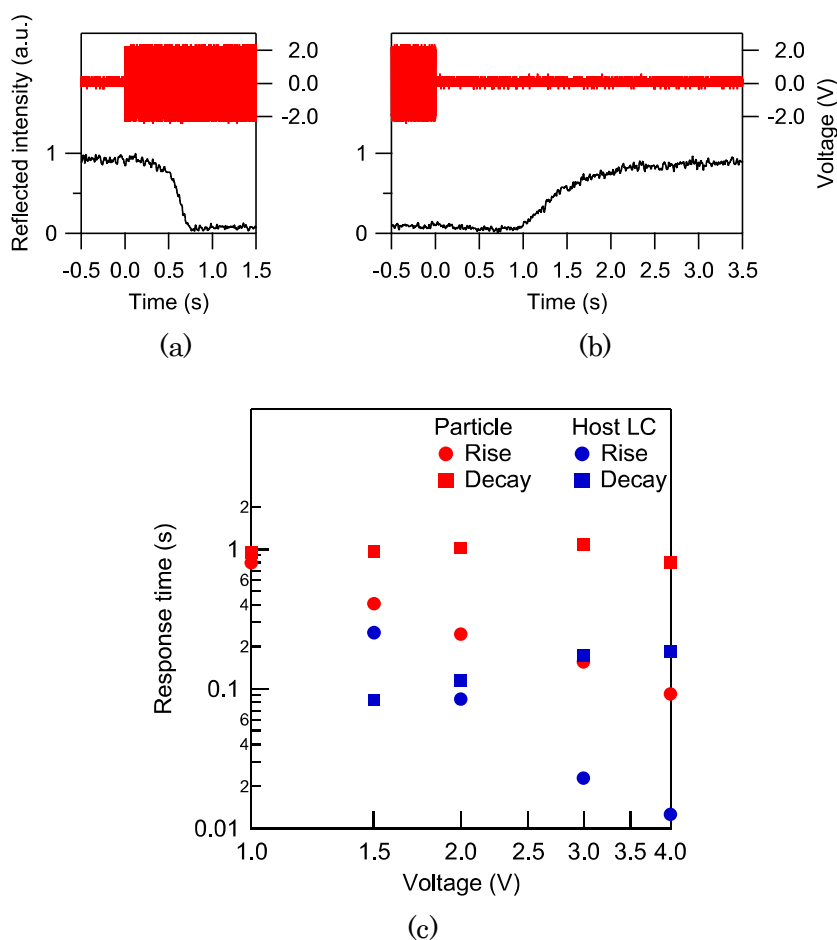 Reflected intensity (a.u.)
1
0
2.0
0.0
-2.0
-0.5 0.0 0.5 1.0 1.5
Time (s)
(a)
2.0
0.0
-2.0
Voltage (V)
1
0
-0.5 0.0 0.5 1.0 1.5 2.0 2.5 3.0 3.5
Time (s)
(b)
Particle Host LC
Rise Rise
Decay Decay
Response time (s)
2
1
6
4
2
0.1
6
4
2
0.01
1.0 1.5 2.0 2.5 3.0 3.5 4.0
Voltage (V)
(c)